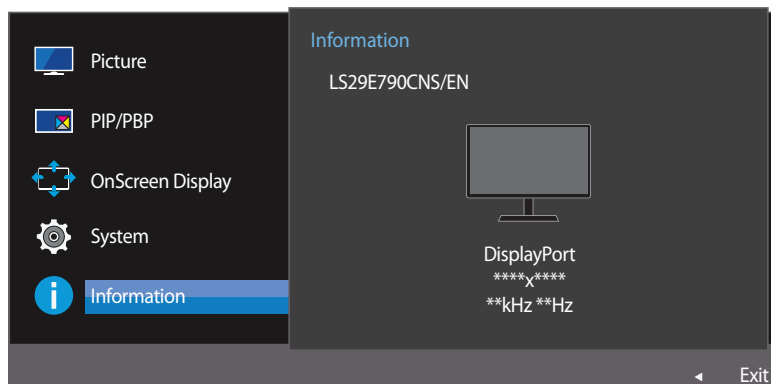 Picture
PIP/PBP
OnScreen Display
System
Information
Information
LS29E790CNS/EN
DisplayPort
****x****
**kHz **Hz
Exit